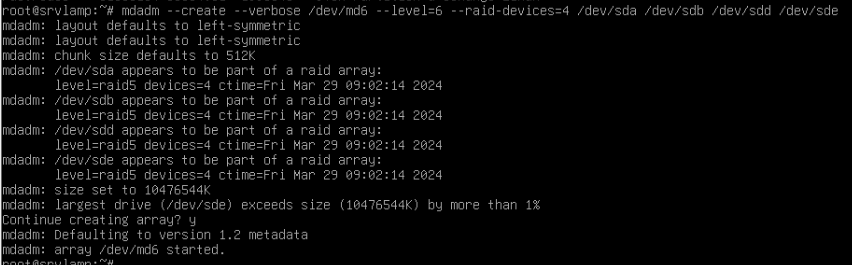 root@srvlamp:~# mdadm --create --verbose /dev/md6 --level=6 --raid-devices=4 /dev/sda /dev/sdb /dev/sdd /dev/sde
mdadm: layout defaults to left-symmetric
mdadm: layout defaults to left-symmetric
mdadm: chunk size defaults to 512K
mdadm: /dev/sda appears to be part of a raid array:
       level=raid5 devices=4 ctime=Fri Mar 29 09:02:14 2024
mdadm: /dev/sdb appears to be part of a raid array:
       level=raid5 devices=4 ctime=Fri Mar 29 09:02:14 2024
mdadm: /dev/sdd appears to be part of a raid array:
       level=raid5 devices=4 ctime=Fri Mar 29 09:02:14 2024
mdadm: /dev/sde appears to be part of a raid array:
       level=raid5 devices=4 ctime=Fri Mar 29 09:02:14 2024
mdadm: size set to 10476544K
mdadm: largest drive (/dev/sde) exceeds size (10476544K) by more than 1%
Continue creating array? y
mdadm: Defaulting to version 1.2 metadata
mdadm: array /dev/md6 started.
root@srvlamp:~#